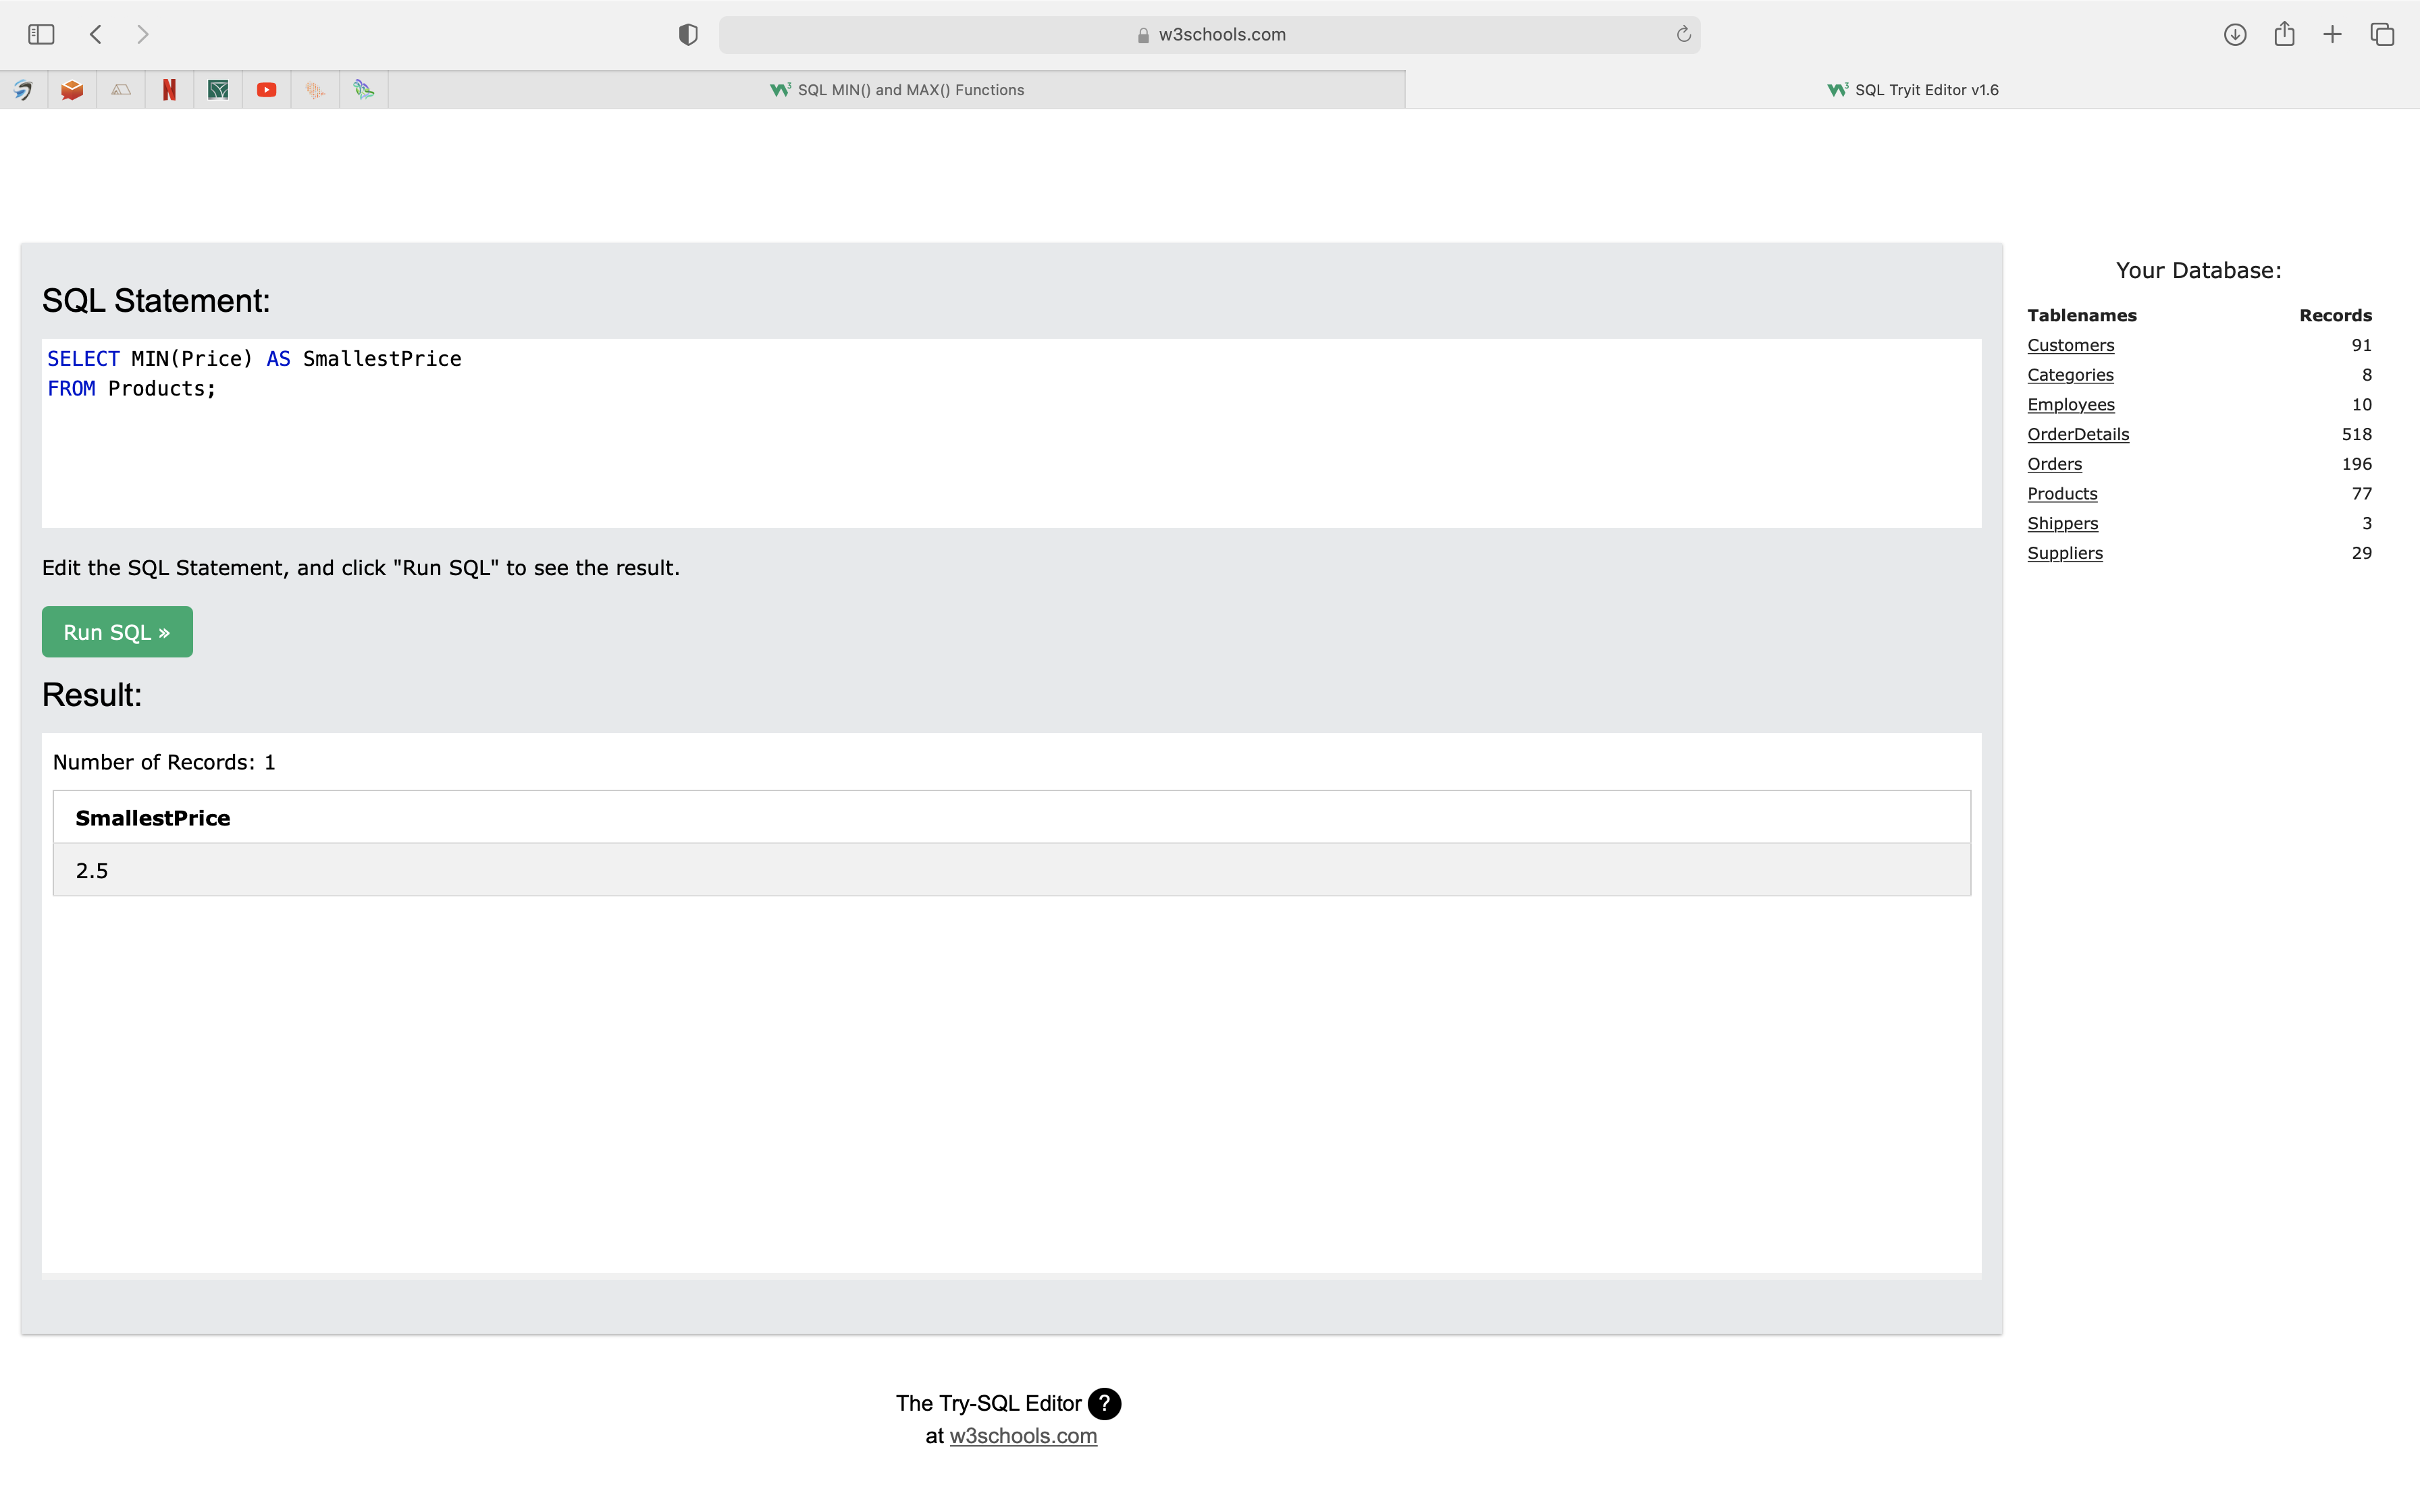 w3schools.com
SQL MIN() and MAX() Functions
SQL Tryit Editor v1.6
SQL Statement:
SELECT MIN(Price) AS SmallestPrice
FROM Products;
Edit the SQL Statement, and click "Run SQL" to see the result.
Run SQL »
Result:
Number of Records: 1
SmallestPrice
2.5
Your Database:
Tablenames Records
Customers 91
Categories 8
Employees 10
OrderDetails 518
Orders 196
Products 77
Shippers 3
Suppliers 29
The Try-SQL Editor ?
at w3schools.com